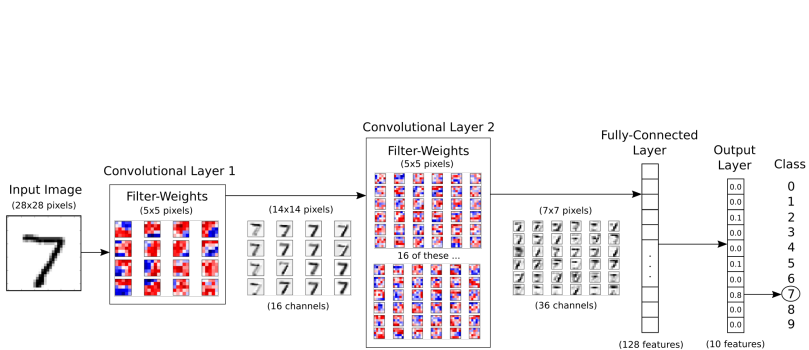 Input Image
(28x28 pixels)
7
Convolutional Layer 1
Filter-Weights
(5x5 pixels)
(14x14 pixels)
(16 channels)
Convolutional Layer 2
Filter-Weights
(5x5 pixels)
16 of these ...
(7x7 pixels)
(36 channels)
Fully-Connected
Layer
(128 features)
Output
Layer
0.0
0.0
0.1
0.0
0.0
0.1
0.0
0.8
0.0
0.0
(10 features)
Class
0
1
2
3
4
5
6
7
8
9